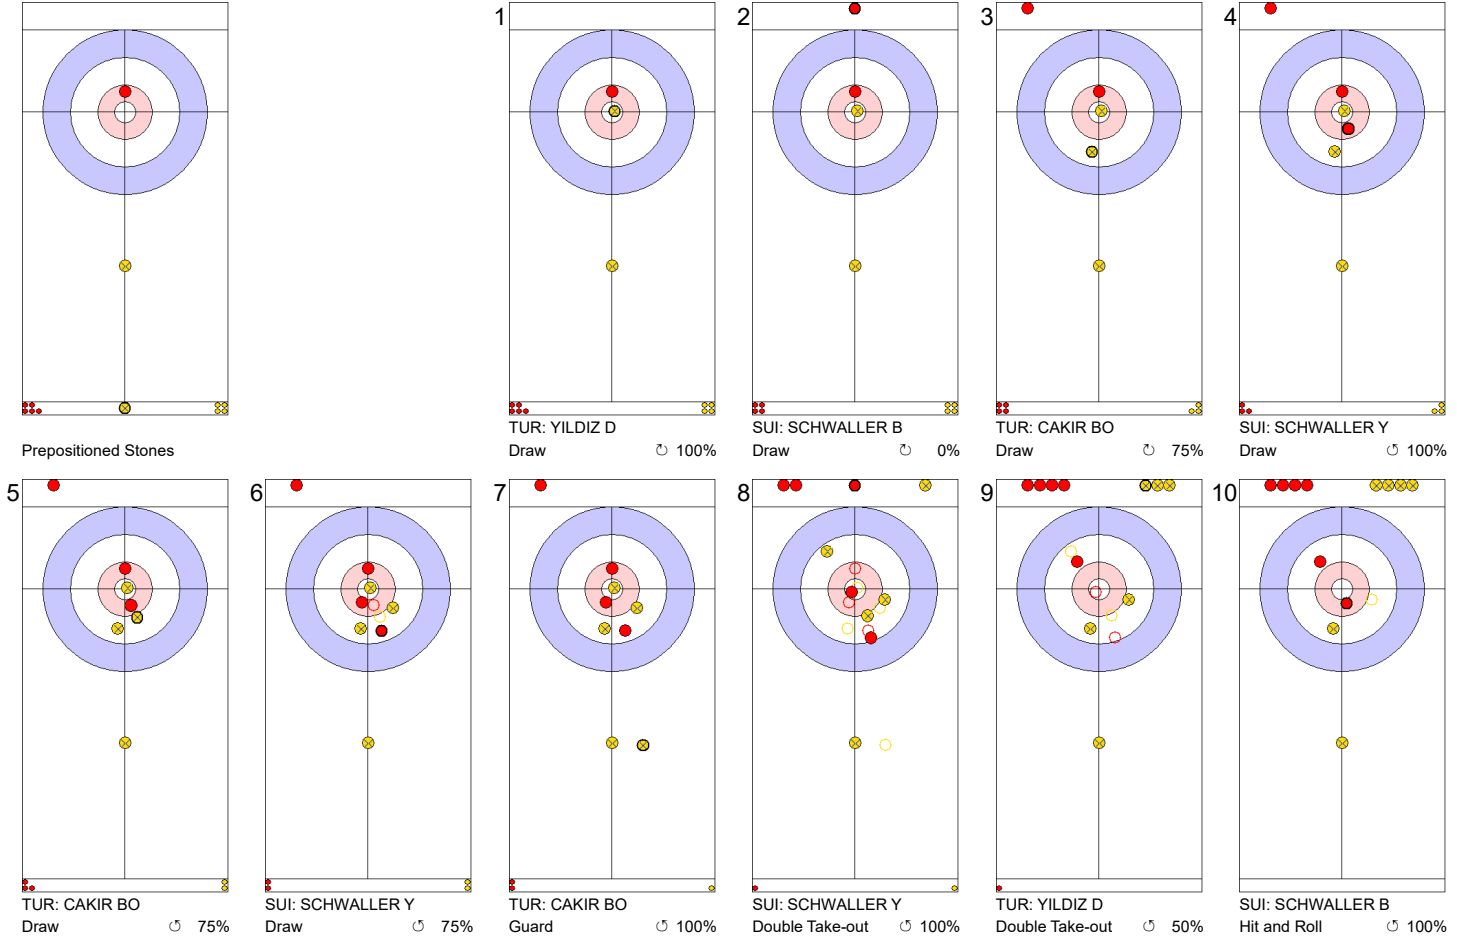 1
2
3
4
TUR: YILDIZ D
SUI: SCHWALLER B
TUR: CAKIR BO
SUI: SCHWALLER Y
Prepositioned Stones
Draw ↻ 100%
Draw ↻ 0%
Draw ↻ 75%
Draw ↻ 100%
5
6
7
8
9
10
TUR: CAKIR BO
SUI: SCHWALLER Y
TUR: CAKIR BO
SUI: SCHWALLER Y
TUR: YILDIZ D
SUI: SCHWALLER B
Draw ↺ 75%
Draw ↺ 75%
Guard ↺ 100%
Double Take-out ↺ 100%
Double Take-out ↺ 50%
Hit and Roll ↺ 100%